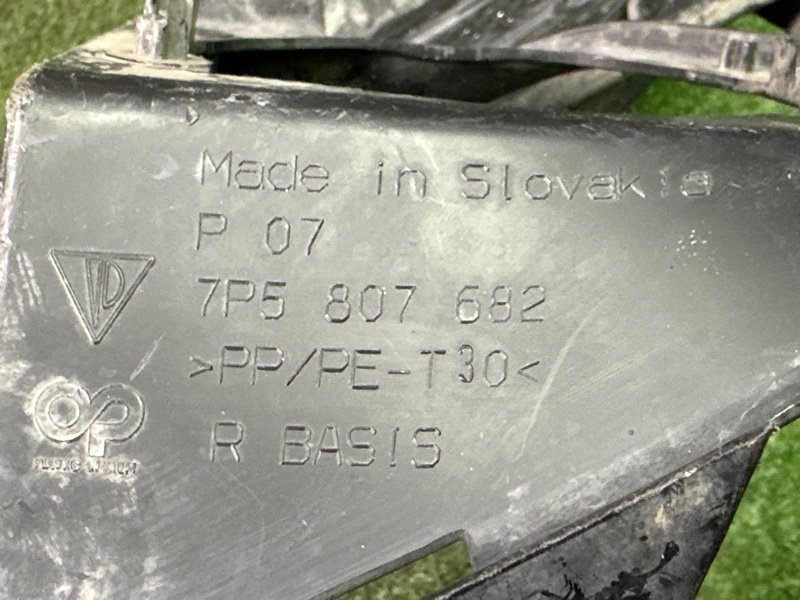 Made in Slovakia
P 07
7P5 807 682
>PP/PE-T30<
R BASIS